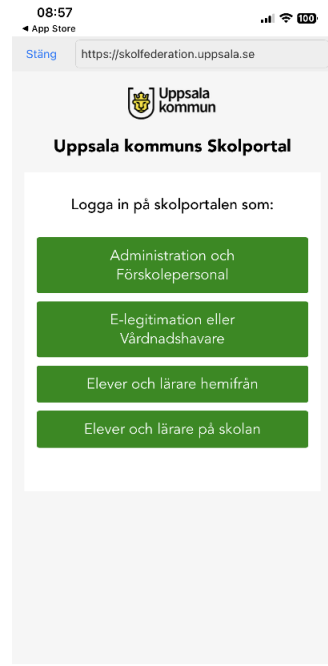 08:57
◄ App Store
100
Stäng
https://skolfederation.uppsala.se
Uppsala
kommun
Uppsala kommuns Skolportal
Logga in på skolportalen som:
Administration och
Förskolepersonal
E-legitimation eller
Vårdnadshavare
Elever och lärare hemifrån
Elever och lärare på skolan